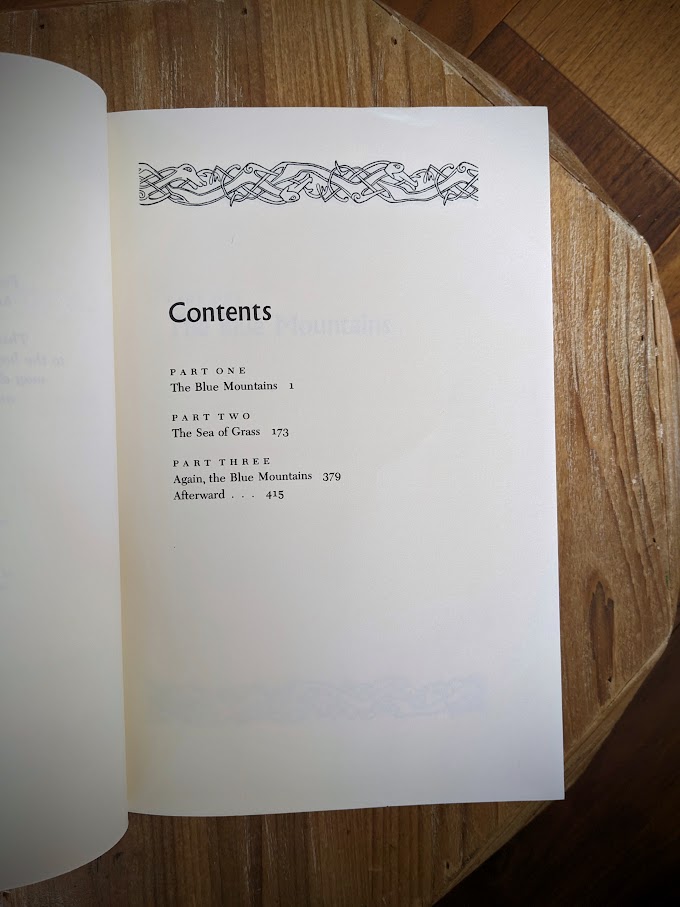 Contents
PART ONE
The Blue Mountains 1
PART TWO
The Sea of Grass 173
PART THREE
Again, the Blue Mountains 379
Afterward . . . 415